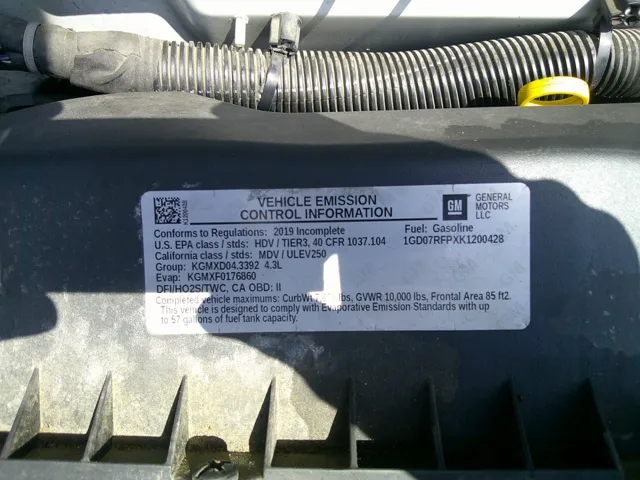 VEHICLE EMISSION
CONTROL INFORMATION
GM
GENERAL
MOTORS
LLC
Conforms to Regulations: 2019 Incomplete
Fuel: Gasoline
U.S. EPA class / stds: HDV / TIER3, 40 CFR 1037.104
1GD07RFPXK1200428
California class / stds: MDV / ULEV250
Group: KGMXD04.3392 4.3L
Evap: KGMXF0176860
DFI/HO2S/TWC, CA OBD: II
Completed vehicle maximums: CurbWt lbs, GVWR 10,000 lbs, Frontal Area 85 ft2.
This vehicle is designed to comply with Evaporative Emission Standards with up
to 57 gallons of fuel tank capacity.